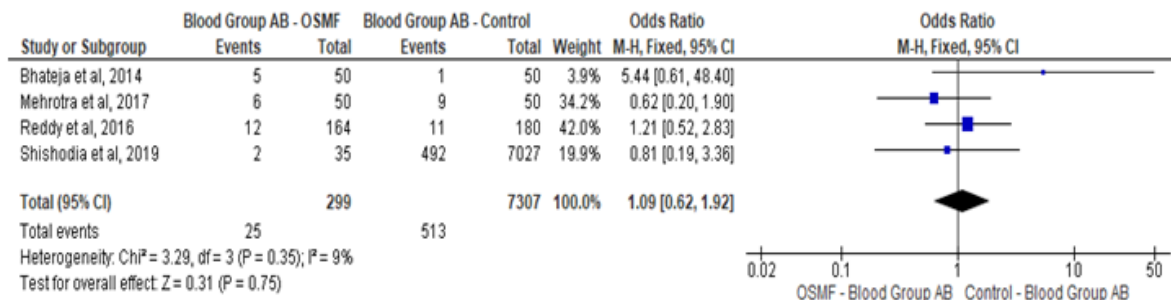 Blood Group AB - OSMF Blood Group AB - Control Odds Ratio Odds Ratio
Study or Subgroup Events Total Events Total Weight M-H, Fixed, 95% CI M-H, Fixed, 95% CI
Bhateja et al, 2014 5 50 1 50 3.9% 5.44 [0.61, 48.40]
Mehrotra et al, 2017 6 50 9 50 34.2% 0.62 [0.20, 1.90]
Reddy et al, 2016 12 164 11 180 42.0% 1.21 [0.52, 2.83]
Shishodia et al, 2019 2 35 492 7027 19.9% 0.81 [0.19, 3.36]
Total (95% CI) 299 7307 100.0% 1.09 [0.62, 1.92]
Total events 25 513
Heterogeneity: Chi² = 3.29, df = 3 (P = 0.35); I² = 9%
Test for overall effect: Z = 0.31 (P = 0.75)
0.02 0.1 1 10 50
OSMF - Blood Group AB Control - Blood Group AB